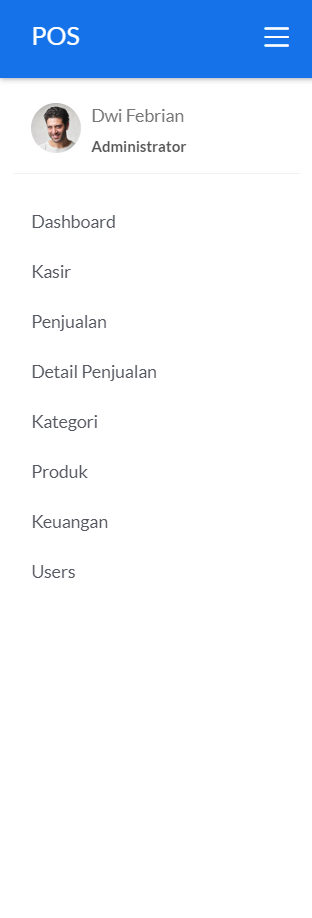 POS
Dwi Febrian
Administrator
Dashboard
Kasir
Penjualan
Detail Penjualan
Kategori
Produk
Keuangan
Users